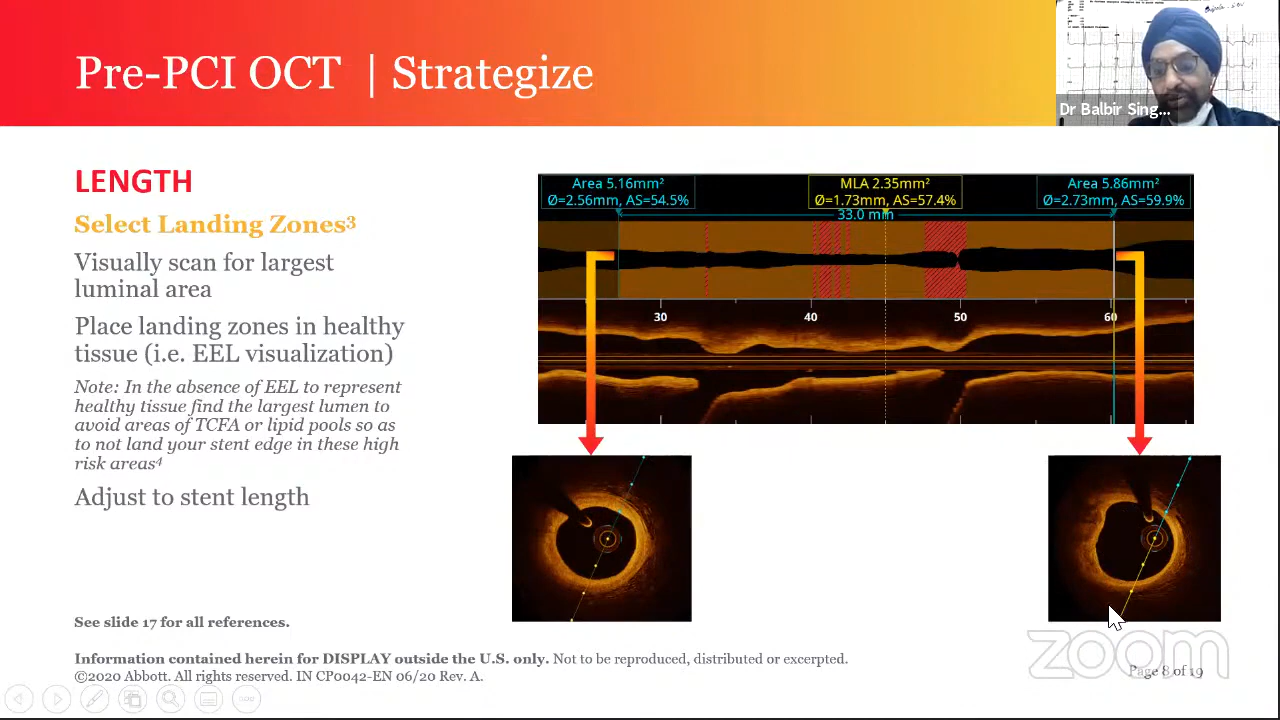 Pre-PCI OCT | Strategize
Dr Balbir Sing...
LENGTH
Select Landing Zones³
Visually scan for largest
luminal area
Place landing zones in healthy
tissue (i.e. EEL visualization)
Note: In the absence of EEL to represent
healthy tissue find the largest lumen to
avoid areas of TCFA or lipid pools so as
to not land your stent edge in these high
risk areas⁴
Adjust to stent length
Area 5.16mm²
Ø=2.56mm, AS=54.5%
MLA 2.35mm²
Ø=1.73mm, AS=57.4%
Area 5.86mm²
Ø=2.73mm, AS=59.9%
33.0 mm
30 40 50 60
See slide 17 for all references.
Information contained herein for DISPLAY outside the U.S. only. Not to be reproduced, distributed or excerpted.
©2020 Abbott. All rights reserved. IN CP0042-EN 06/20 Rev. A.
zoom
Page 8 of 19